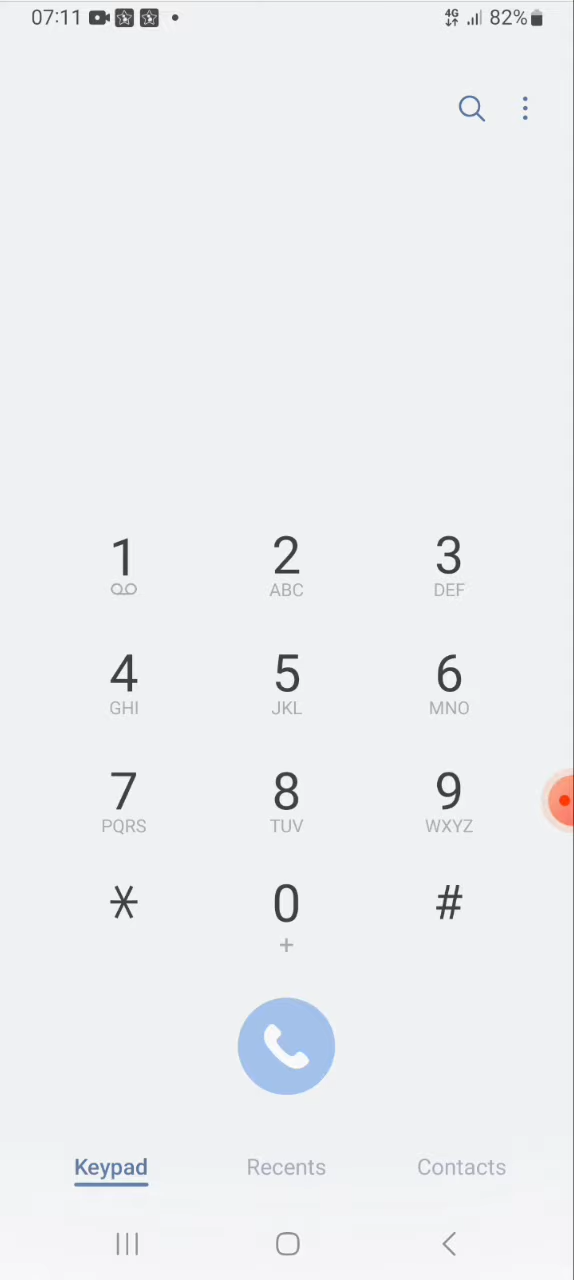 07:11 4G 82%
1 2 3
ABC DEF
4 5 6
GHI JKL MNO
7 8 9
PQRS TUV WXYZ
* 0 #
+
Keypad Recents Contacts